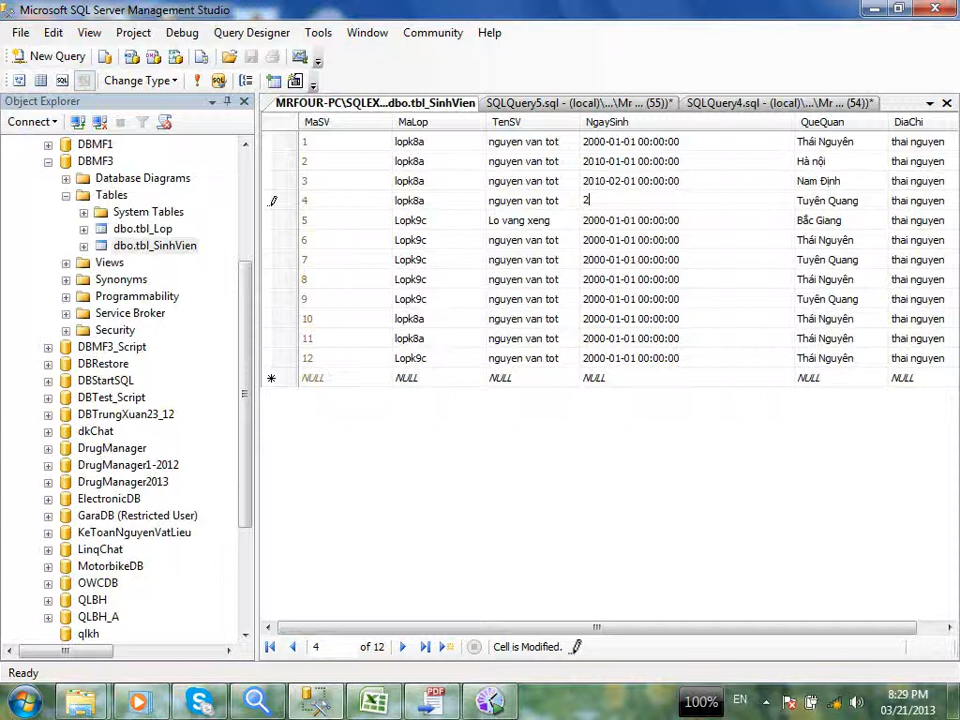 Microsoft SQL Server Management Studio
File Edit View Project Debug Query Designer Tools Window Community Help
New Query
Change Type
Object Explorer
MRFOUR-PC\SQLEX...dbo.tbl_SinhVien SQLQuery5.sql - (local)\...\Mr ... (55))* SQLQuery4.sql - (local)\...\Mr ... (54))*
Connect
DBMF1
DBMF3
Database Diagrams
Tables
System Tables
dbo.tbl_Lop
dbo.tbl_SinhVien
Views
Synonyms
Programmability
Service Broker
Security
DBMF3_Script
DBRestore
DBStartSQL
DBTest_Script
DBTrungXuan23_12
dkChat
DrugManager
DrugManager1-2012
DrugManager2013
ElectronicDB
GaraDB (Restricted User)
KeToanNguyenVatLieu
LinqChat
MotorbikeDB
OWCDB
QLBH
QLBH_A
qlkh
MaSV MaLop TenSV NgaySinh QueQuan DiaChi
1 lopk8a nguyen van tot 2000-01-01 00:00:00 Thái Nguyên thai nguyen
2 lopk8a nguyen van tot 2010-01-01 00:00:00 Hà nội thai nguyen
3 lopk8a nguyen van tot 2010-02-01 00:00:00 Nam Định thai nguyen
4 lopk8a nguyen van tot 2 Tuyên Quang thai nguyen
5 Lopk9c Lo vang xeng 2000-01-01 00:00:00 Bắc Giang thai nguyen
6 Lopk9c nguyen van tot 2000-01-01 00:00:00 Thái Nguyên thai nguyen
7 Lopk9c nguyen van tot 2000-01-01 00:00:00 Tuyên Quang thai nguyen
8 Lopk9c nguyen van tot 2000-01-01 00:00:00 Thái Nguyên thai nguyen
9 Lopk9c nguyen van tot 2000-01-01 00:00:00 Tuyên Quang thai nguyen
10 lopk8a nguyen van tot 2000-01-01 00:00:00 Thái Nguyên thai nguyen
11 lopk8a nguyen van tot 2000-01-01 00:00:00 Thái Nguyên thai nguyen
12 Lopk9c nguyen van tot 2000-01-01 00:00:00 Thái Nguyên thai nguyen
NULL NULL NULL NULL NULL NULL
4 of 12 Cell is Modified.
Ready
PDF
100% EN
8:29 PM
03/21/2013